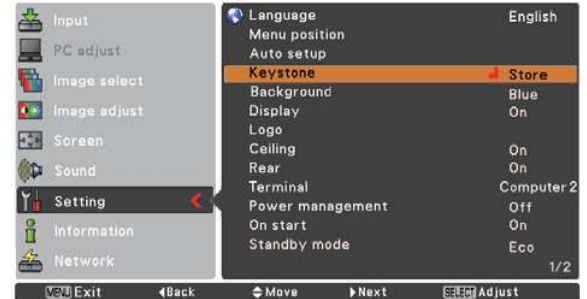 Input
PC adjust
Image select
Image adjust
Screen
Sound
Setting
Information
Network
Language English
Menu position
Auto setup
Keystone Store
Background Blue
Display On
Logo
Ceiling On
Rear On
Terminal Computer 2
Power management Off
On start On
Standby mode Eco
1/2
MENU Exit Back Move Next SELECT Adjust